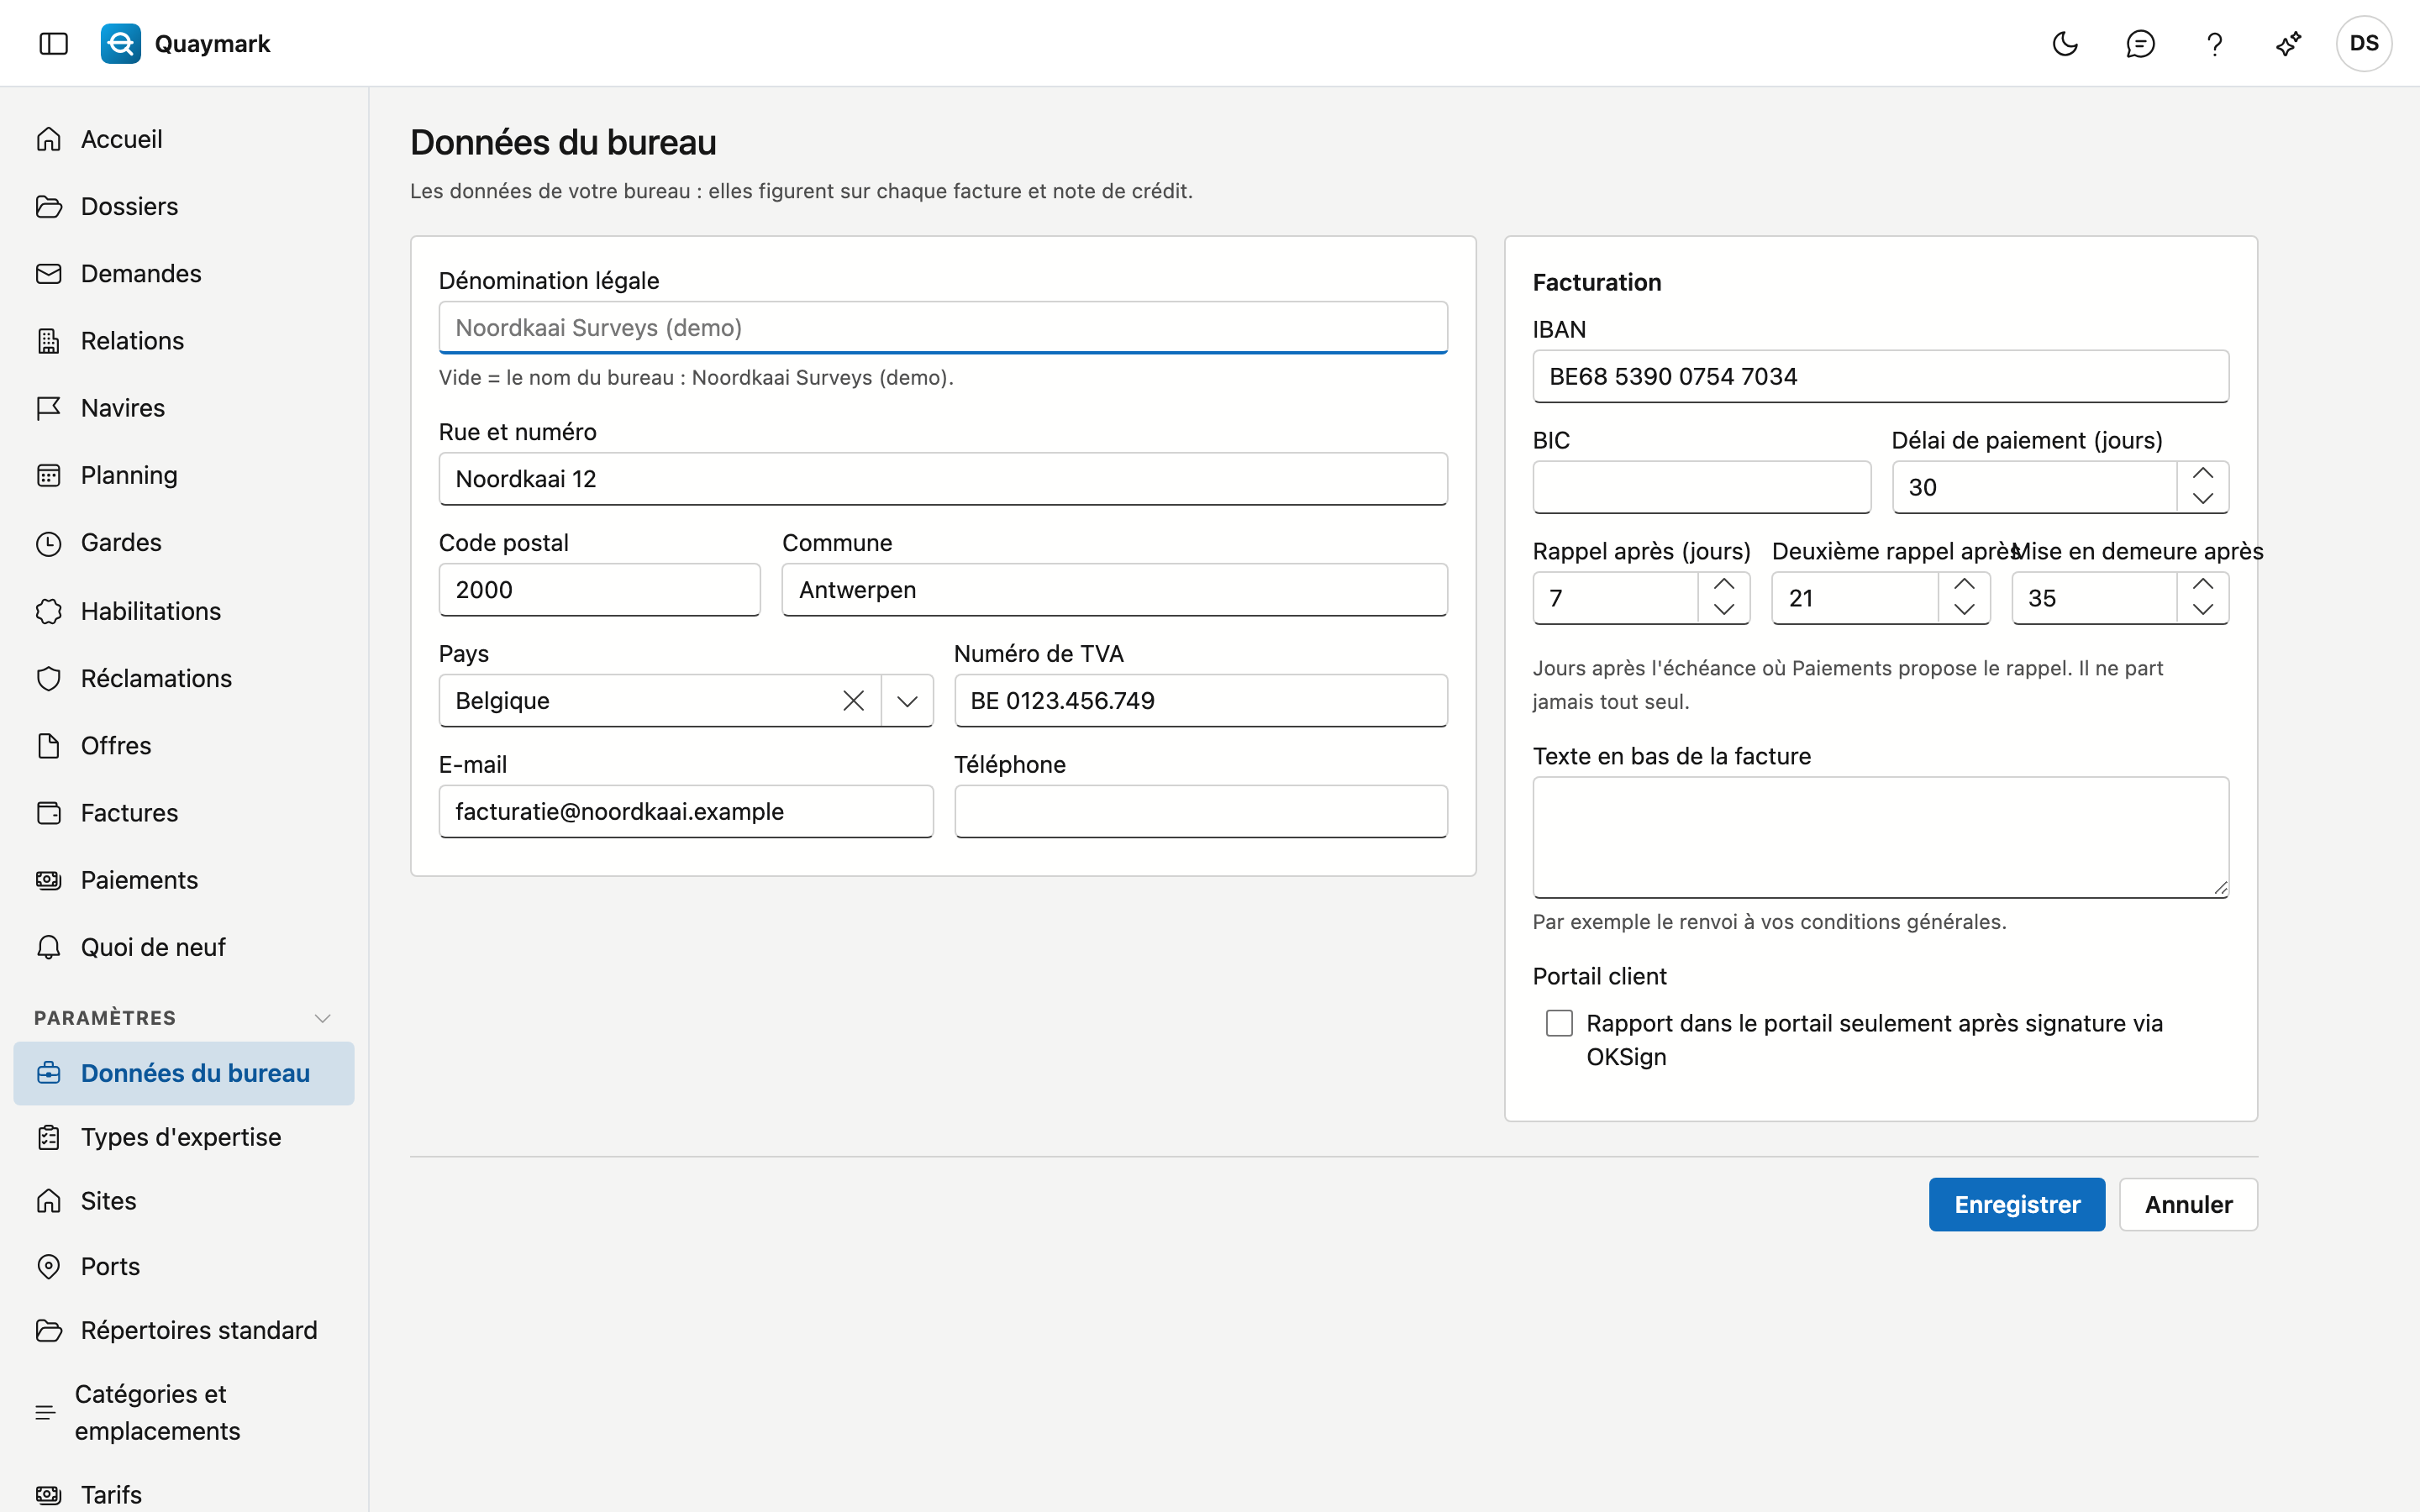 Quaymark
DS
Accueil
Dossiers
Demandes
Relations
Navires
Planning
Gardes
Habilitations
Réclamations
Offres
Factures
Paiements
Quoi de neuf
PARAMÈTRES
Données du bureau
Types d'expertise
Sites
Ports
Répertoires standard
Catégories et
emplacements
Tarifs
Données du bureau
Les données de votre bureau : elles figurent sur chaque facture et note de crédit.
Dénomination légale
Noordkaai Surveys (demo)
Vide = le nom du bureau : Noordkaai Surveys (demo).
Rue et numéro
Noordkaai 12
Code postal Commune
2000 Antwerpen
Pays Numéro de TVA
Belgique BE 0123.456.749
E-mail Téléphone
facturatie@noordkaai.example
Facturation
IBAN
BE68 5390 0754 7034
BIC Délai de paiement (jours)
30
Rappel après (jours) Deuxième rappel après Mise en demeure après
7 21 35
Jours après l'échéance où Paiements propose le rappel. Il ne part
jamais tout seul.
Texte en bas de la facture
Par exemple le renvoi à vos conditions générales.
Portail client
Rapport dans le portail seulement après signature via
OKSign
Enregistrer Annuler